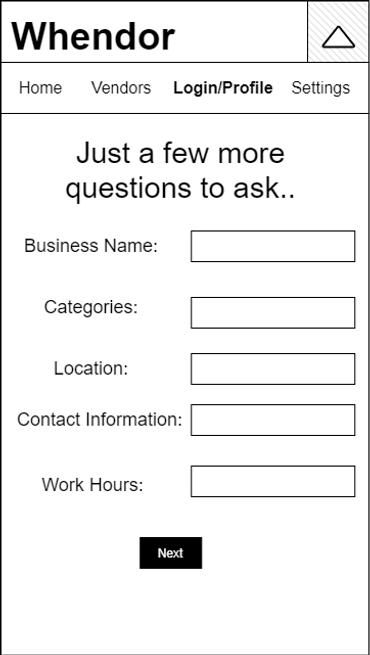 Whendor
Home Vendors Login/Profile Settings
Just a few more
questions to ask..
Business Name:
Categories:
Location:
Contact Information:
Work Hours:
Next